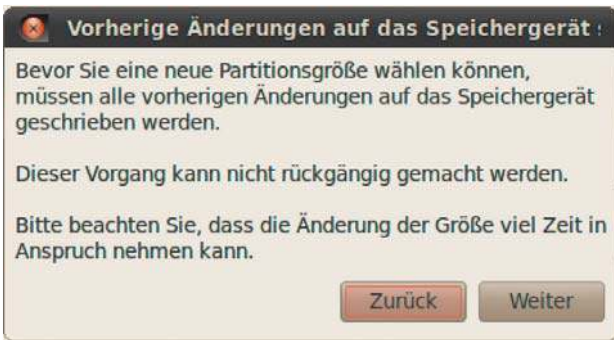 Vorherige Änderungen auf das Speichergerät
Bevor Sie eine neue Partitionsgröße wählen können,
müssen alle vorherigen Änderungen auf das Speichergerät
geschrieben werden.
Dieser Vorgang kann nicht rückgängig gemacht werden.
Bitte beachten Sie, dass die Änderung der Größe viel Zeit in
Anspruch nehmen kann.
Zurück
Weiter